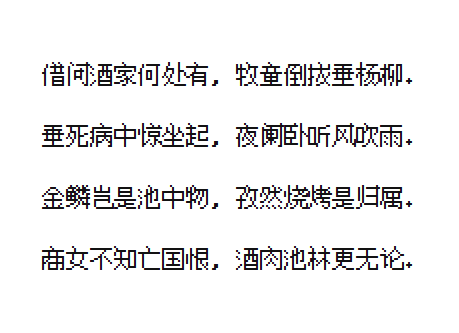 借问酒家何处有，牧童倒拔垂杨柳．
垂死病中惊坐起，夜阑卧听风吹雨．
金鳞岂是池中物，孜然烧烤是归属．
商女不知亡国恨，酒肉池林更无论．